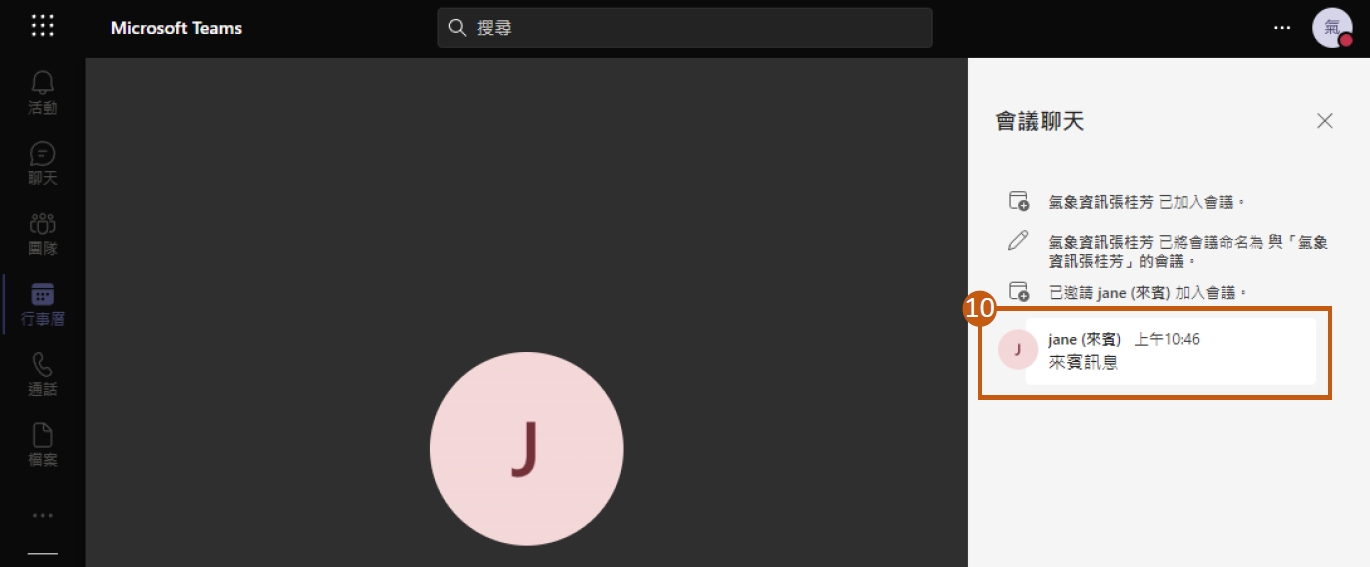 Microsoft Teams
搜尋
氣
活動
聊天
團隊
行事曆
通話
檔案
J
會議聊天
氣象資訊張桂芳 已加入會議。
氣象資訊張桂芳 已將會議命名為 與「氣象
資訊張桂芳」的會議。
已邀請 jane (來賓) 加入會議。
10
J
jane (來賓) 上午10:46
來賓訊息